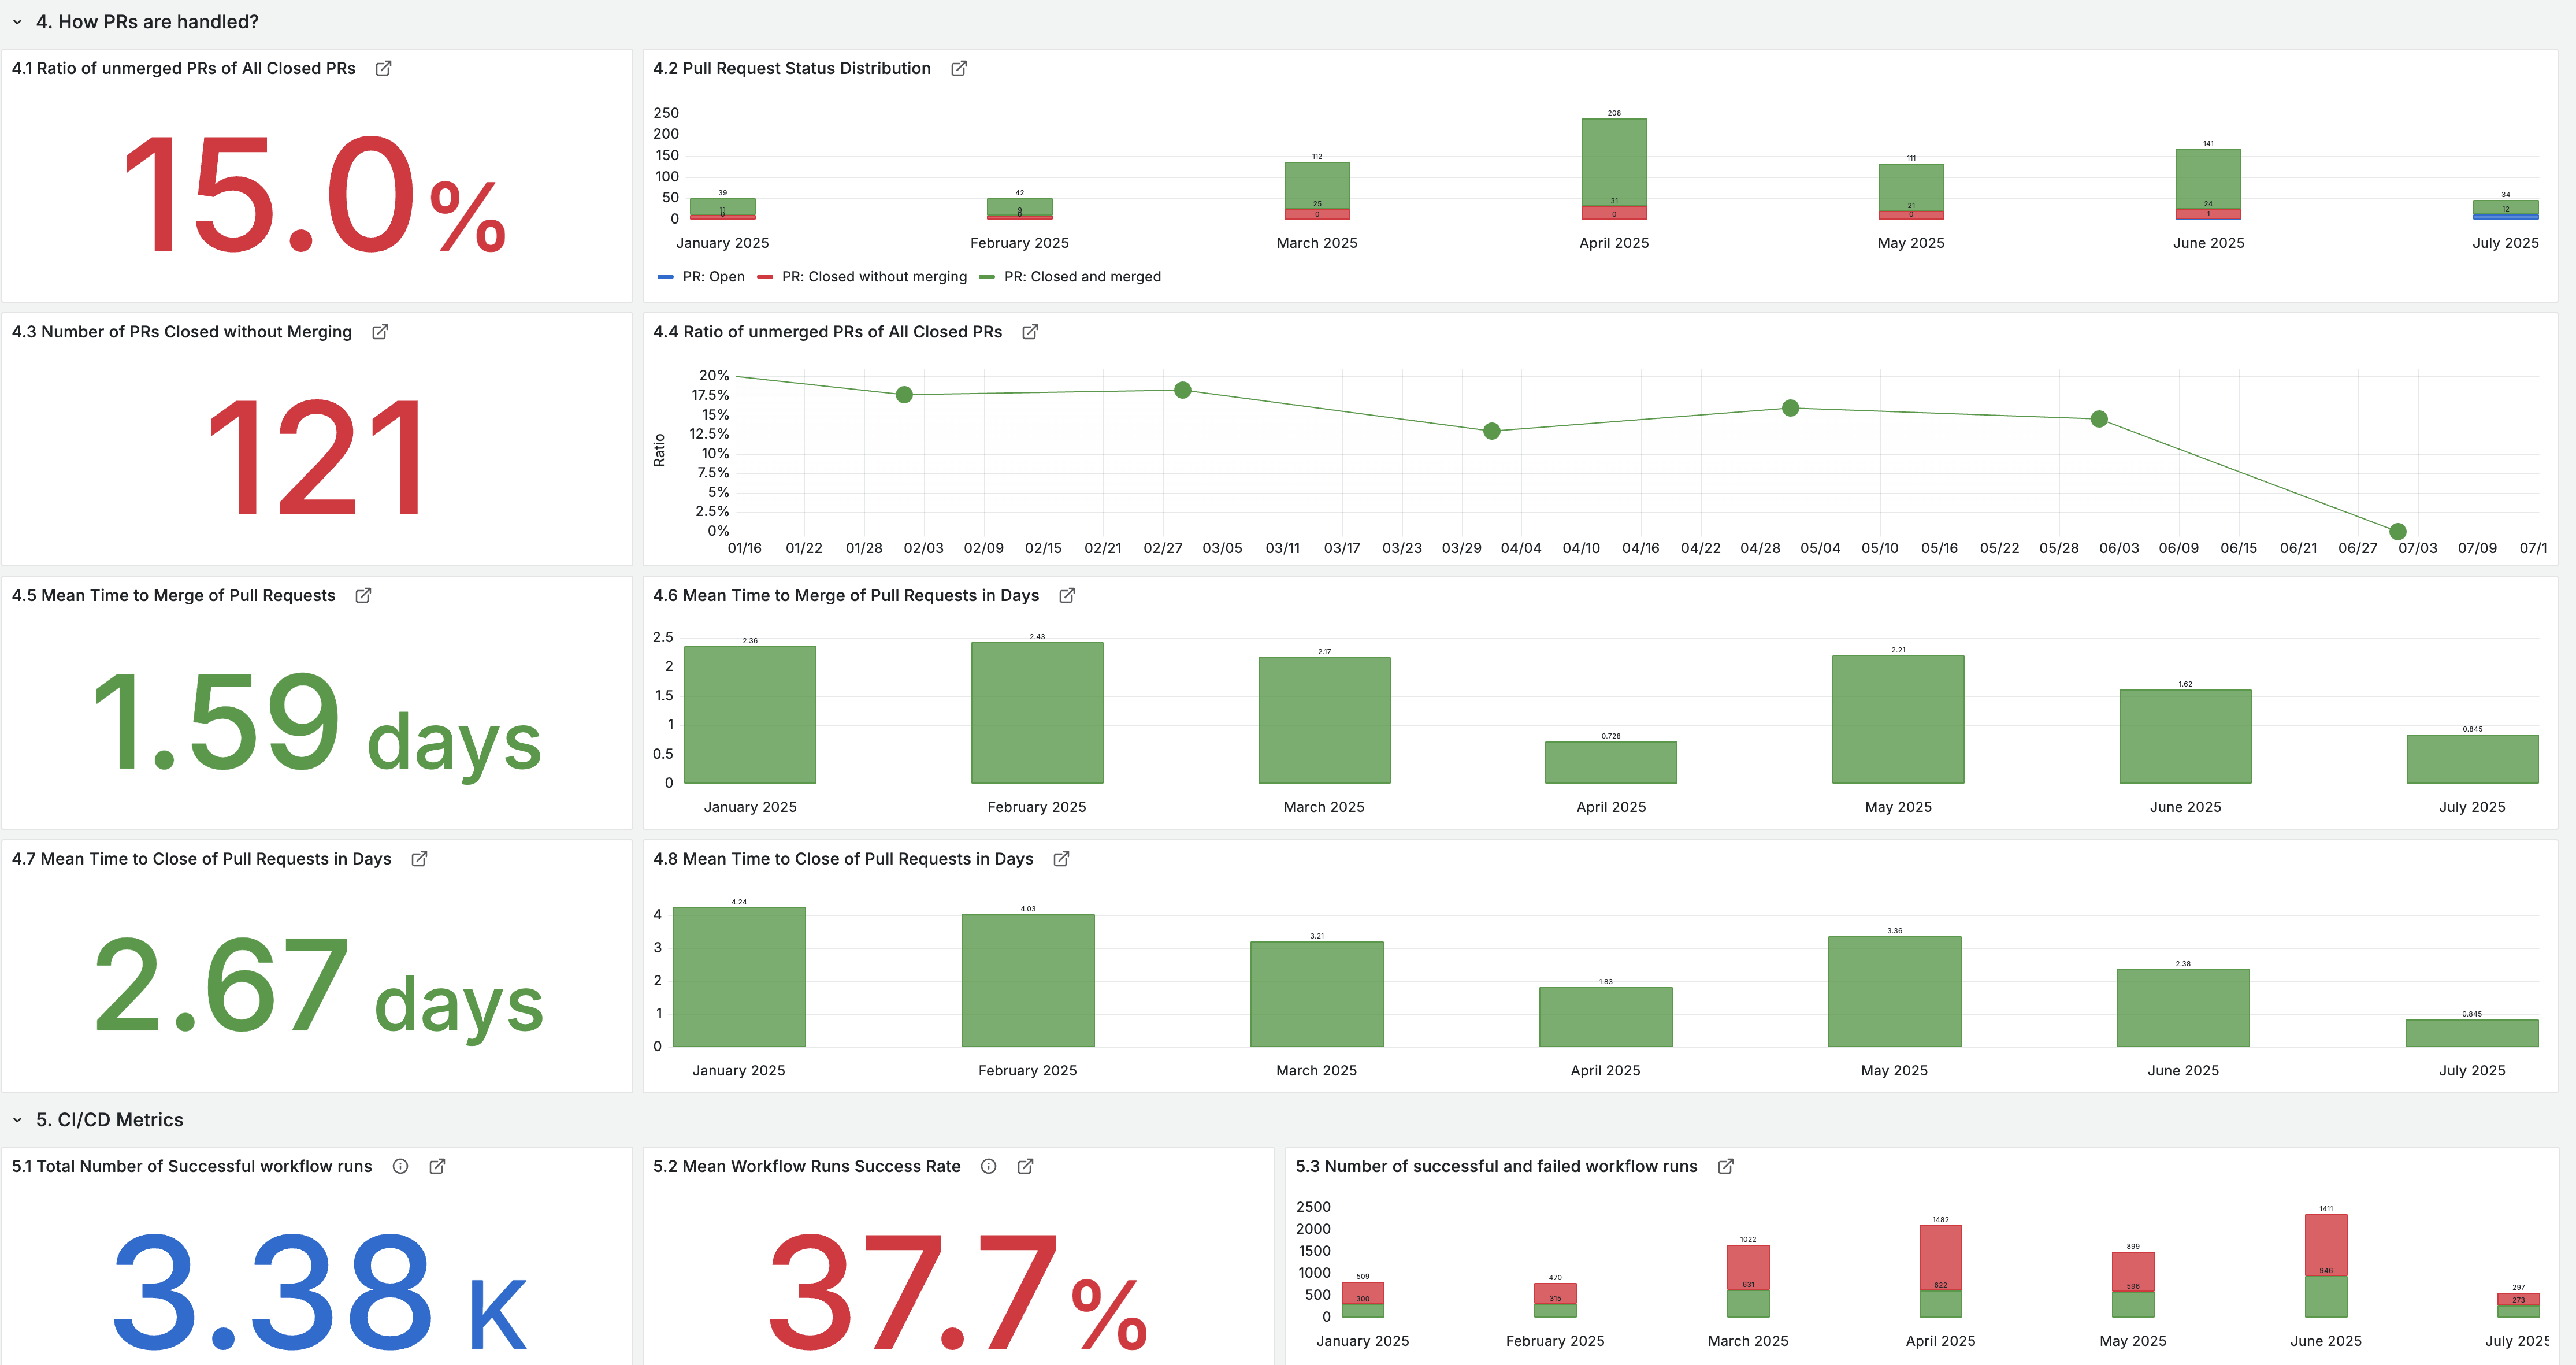 4. How PRs are handled?
4.1 Ratio of unmerged PRs of All Closed PRs
15.0%
4.2 Pull Request Status Distribution
250
200
150
100
50
0
39
11
0
42
9
0
112
25
0
208
31
0
111
21
0
141
24
1
34
12
January 2025 February 2025 March 2025 April 2025 May 2025 June 2025 July 2025
PR: Open PR: Closed without merging PR: Closed and merged
4.3 Number of PRs Closed without Merging
121
4.4 Ratio of unmerged PRs of All Closed PRs
Ratio
20%
17.5%
15%
12.5%
10%
7.5%
5%
2.5%
0%
01/16 01/22 01/28 02/03 02/09 02/15 02/21 02/27 03/05 03/11 03/17 03/23 03/29 04/04 04/10 04/16 04/22 04/28 05/04 05/10 05/16 05/22 05/28 06/03 06/09 06/15 06/21 06/27 07/03 07/09 07/1
4.5 Mean Time to Merge of Pull Requests
1.59 days
4.6 Mean Time to Merge of Pull Requests in Days
2.5
2
1.5
1
0.5
0
2.36 2.43 2.17 0.728 2.21 1.62 0.845
January 2025 February 2025 March 2025 April 2025 May 2025 June 2025 July 2025
4.7 Mean Time to Close of Pull Requests in Days
2.67 days
4.8 Mean Time to Close of Pull Requests in Days
4
3
2
1
0
4.24 4.03 3.21 1.83 3.36 2.38 0.845
January 2025 February 2025 March 2025 April 2025 May 2025 June 2025 July 2025
5. CI/CD Metrics
5.1 Total Number of Successful workflow runs
3.38 K
5.2 Mean Workflow Runs Success Rate
37.7%
5.3 Number of successful and failed workflow runs
2500
2000
1500
1000
500
0
509
300
470
315
1022
631
1482
622
899
596
1411
946
297
273
January 2025 February 2025 March 2025 April 2025 May 2025 June 2025 July 2025